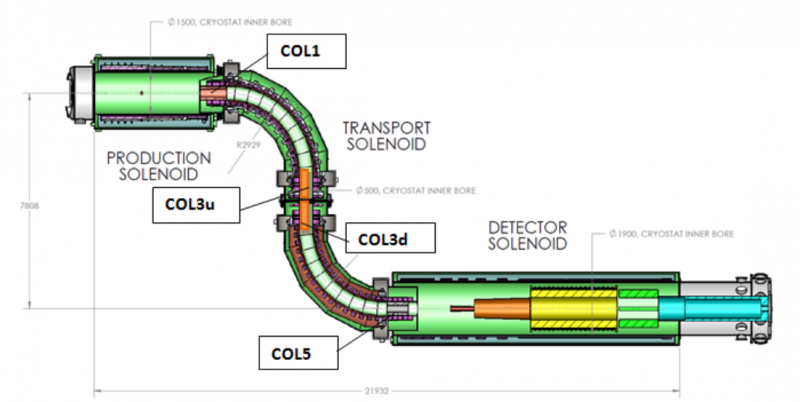 Ø1500, CRYOSTAT INNER BORE
COL1
TRANSPORT
SOLENOID
PRODUCTION
SOLENOID
R2929
Ø500, CRYOSTAT INNER BORE
COL3u
7808
COL3d
DETECTOR
SOLENOID
Ø1900, CRYOSTAT INNER BORE
COL5
21932